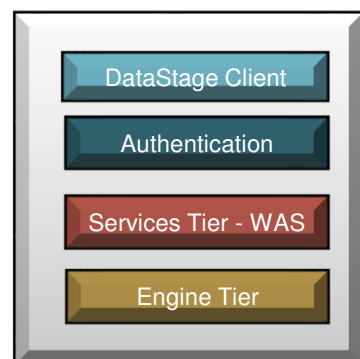 DataStage Client
Authentication
Services Tier - WAS
Engine Tier